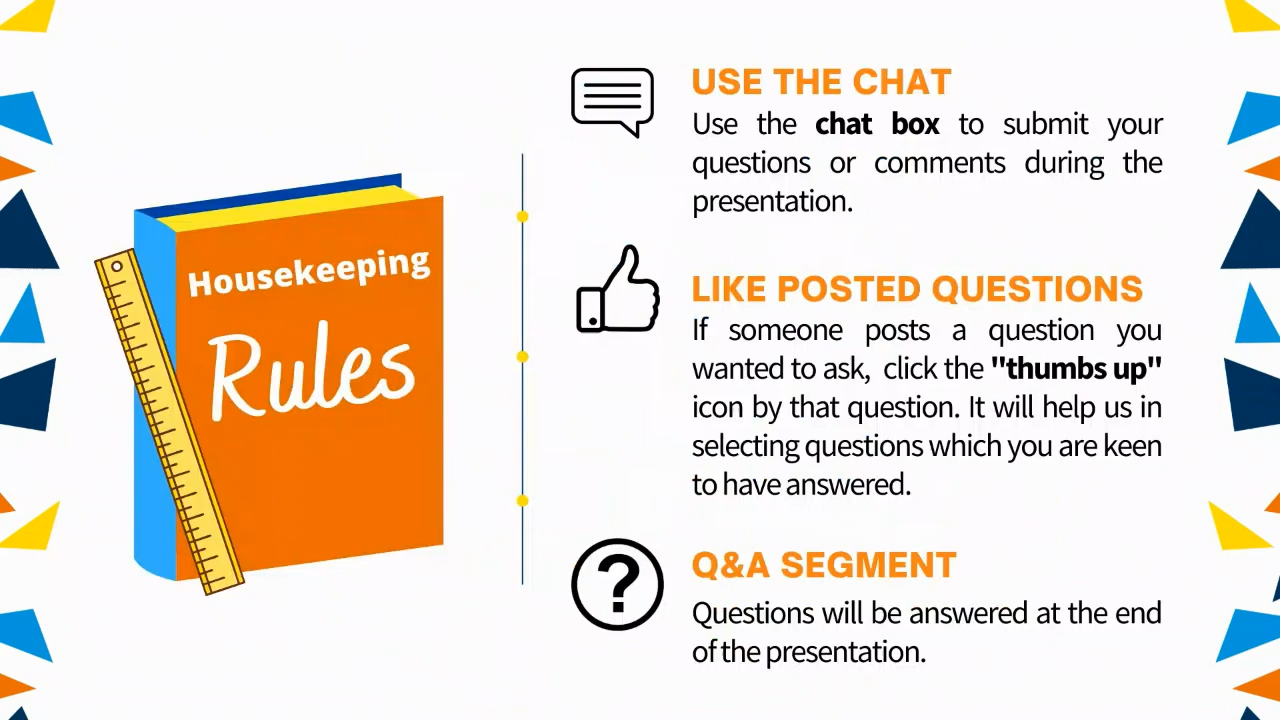 Housekeeping
Rules
USE THE CHAT
Use the chat box to submit your
questions or comments during the
presentation.
LIKE POSTED QUESTIONS
If someone posts a question you
wanted to ask, click the "thumbs up"
icon by that question. It will help us in
selecting questions which you are keen
to have answered.
?
Q&A SEGMENT
Questions will be answered at the end
of the presentation.